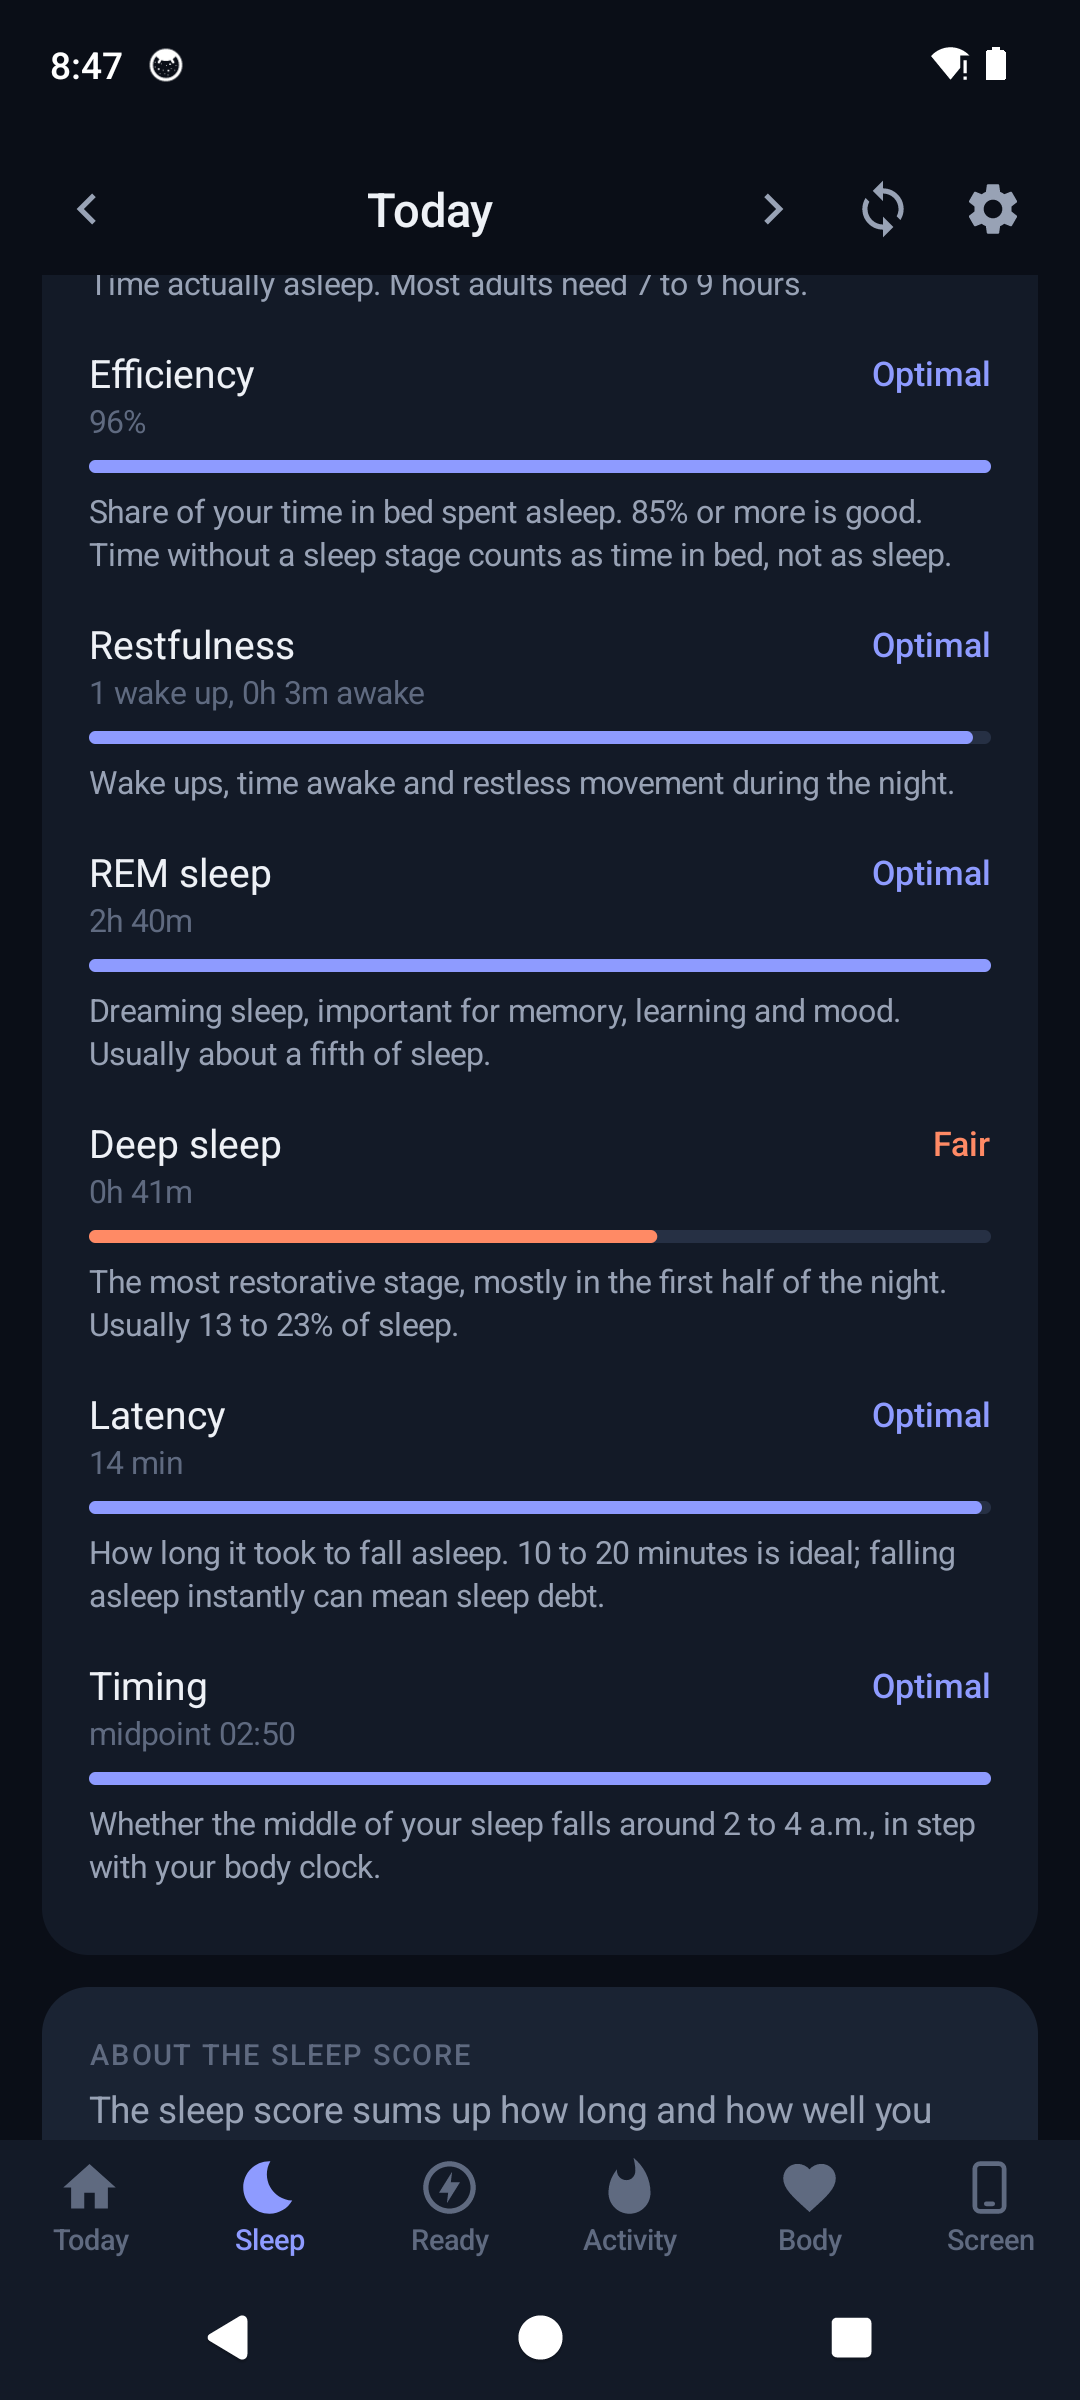 8:47
Today
Time actually asleep. Most adults need 7 to 9 hours.
Efficiency
Optimal
96%
Share of your time in bed spent asleep. 85% or more is good.
Time without a sleep stage counts as time in bed, not as sleep.
Restfulness
Optimal
1 wake up, 0h 3m awake
Wake ups, time awake and restless movement during the night.
REM sleep
Optimal
2h 40m
Dreaming sleep, important for memory, learning and mood.
Usually about a fifth of sleep.
Deep sleep
Fair
0h 41m
The most restorative stage, mostly in the first half of the night.
Usually 13 to 23% of sleep.
Latency
Optimal
14 min
How long it took to fall asleep. 10 to 20 minutes is ideal; falling
asleep instantly can mean sleep debt.
Timing
Optimal
midpoint 02:50
Whether the middle of your sleep falls around 2 to 4 a.m., in step
with your body clock.
ABOUT THE SLEEP SCORE
The sleep score sums up how long and how well you
Today
Sleep
Ready
Activity
Body
Screen